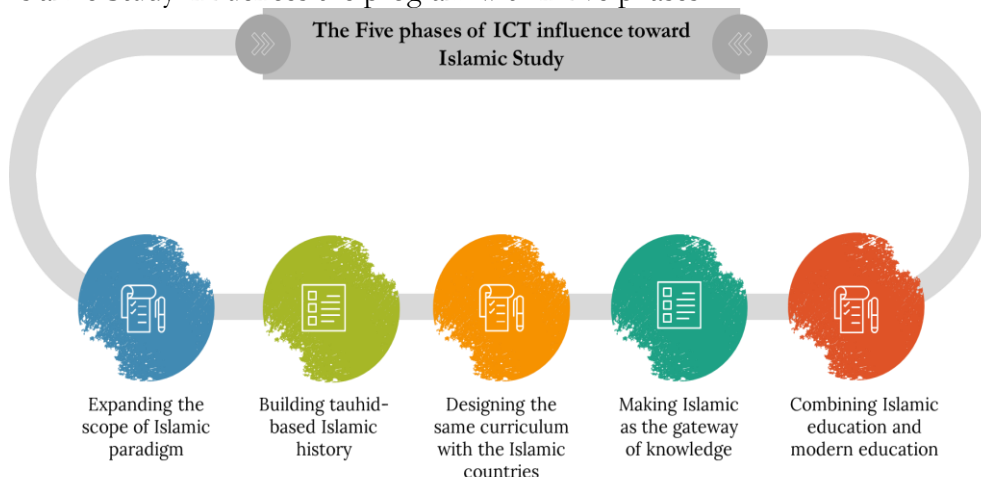 The Five phases of ICT influence toward
Islamic Study
Expanding the
scope of Islamic
paradigm
Building tauhid-
based Islamic
history
Designing the
same curriculum
with the Islamic
countries
Making Islamic
as the gateway
of knowledge
Combining Islamic
education and
modern education